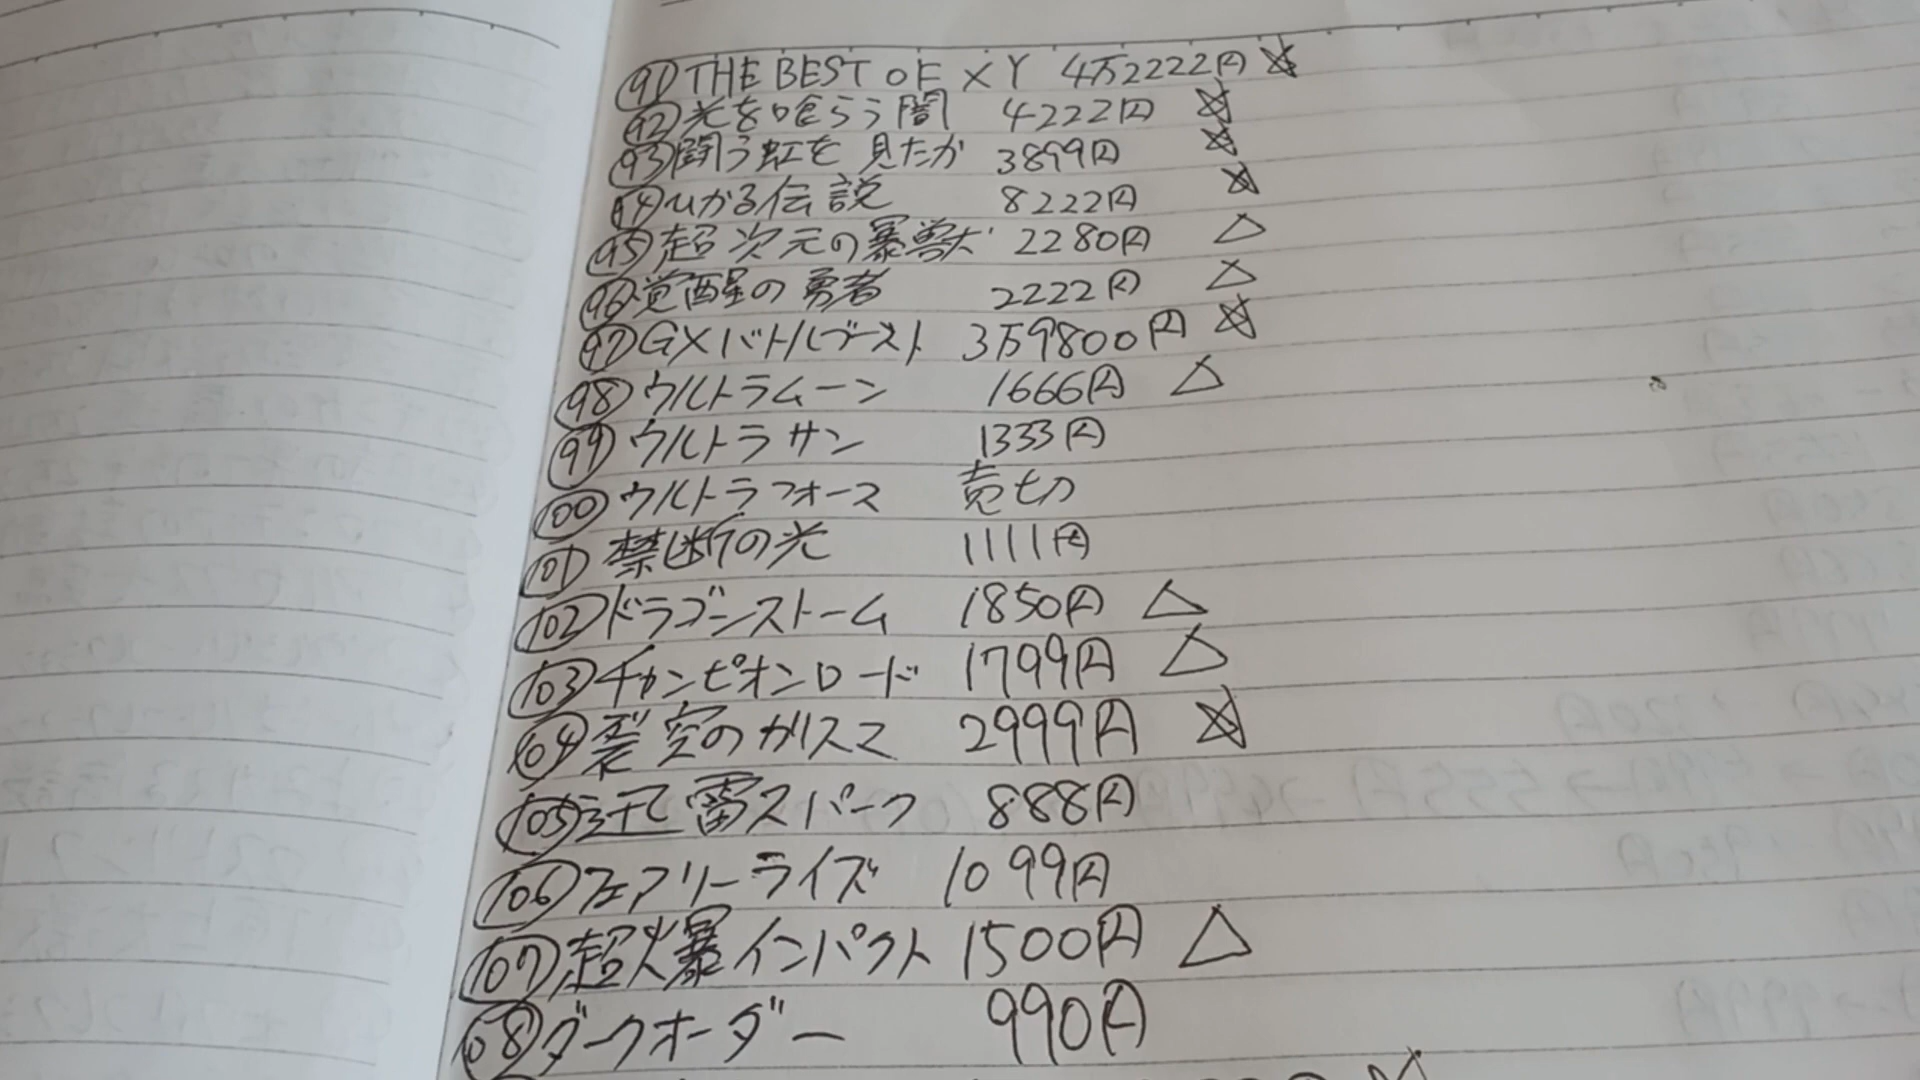 91 THE BEST OF XY 4万2222円 ☆
92 光を喰らう闇 4222円 ☆
93 闘う虹を見たか 3899円 ☆
94 ひかる伝説 8222円 ☆
95 超次元の暴獣 2280円 △
96 覚醒の勇者 2222円 △
97 GXバトルブースト 3万9800円 ☆
98 ウルトラムーン 1666円 △
99 ウルトラサン 1333円
100 ウルトラフォース 売切
101 禁断の光 1111円
102 ドラゴンストーム 1850円 △
103 チャンピオンロード 1799円 △
104 裂空のカリスマ 2999円 ☆
105 迅雷スパーク 888円
106 フェアリーライズ 1099円
107 超爆インパクト 1500円 △
108 ダークオーダー 990円